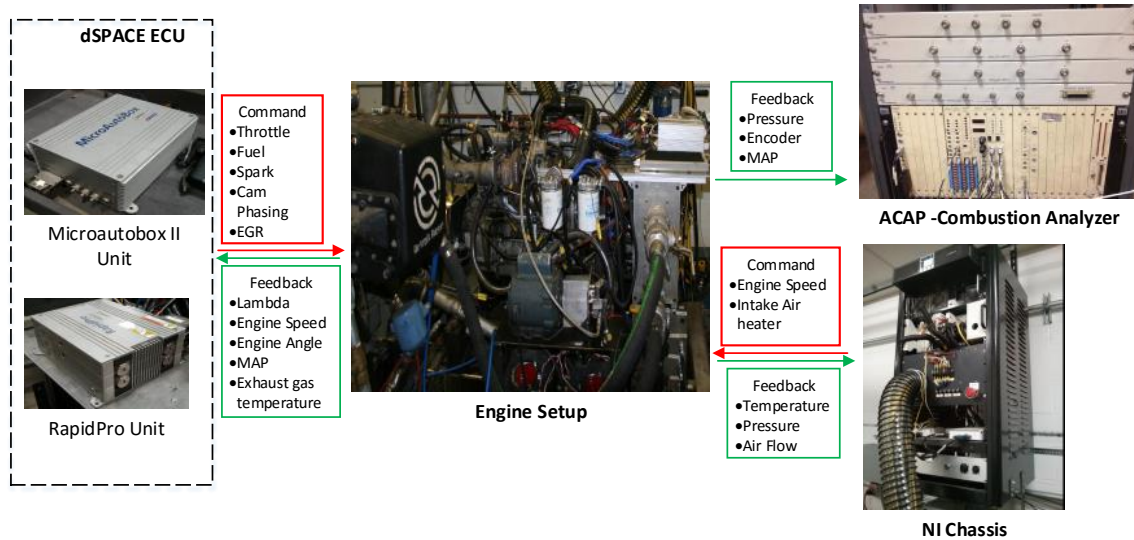 dSPACE ECU
MicroAutoBox
Microautobox II
Unit
RapidPro
RapidPro Unit
Command
•Throttle
•Fuel
•Spark
•Cam
Phasing
•EGR
Feedback
•Lambda
•Engine Speed
•Engine Angle
•MAP
•Exhaust gas
temperature
Engine Setup
Feedback
•Pressure
•Encoder
•MAP
ACAP -Combustion Analyzer
Command
•Engine Speed
•Intake Air
heater
Feedback
•Temperature
•Pressure
•Air Flow
NI Chassis